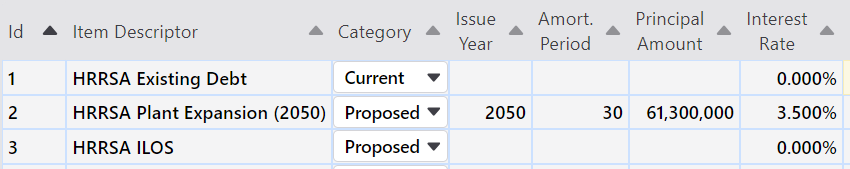 Id Item Descriptor Category Issue Year Amort. Period Principal Amount Interest Rate
1 HRRSA Existing Debt Current 0.000%
2 HRRSA Plant Expansion (2050) Proposed 2050 30 61,300,000 3.500%
3 HRRSA ILOS Proposed 0.000%